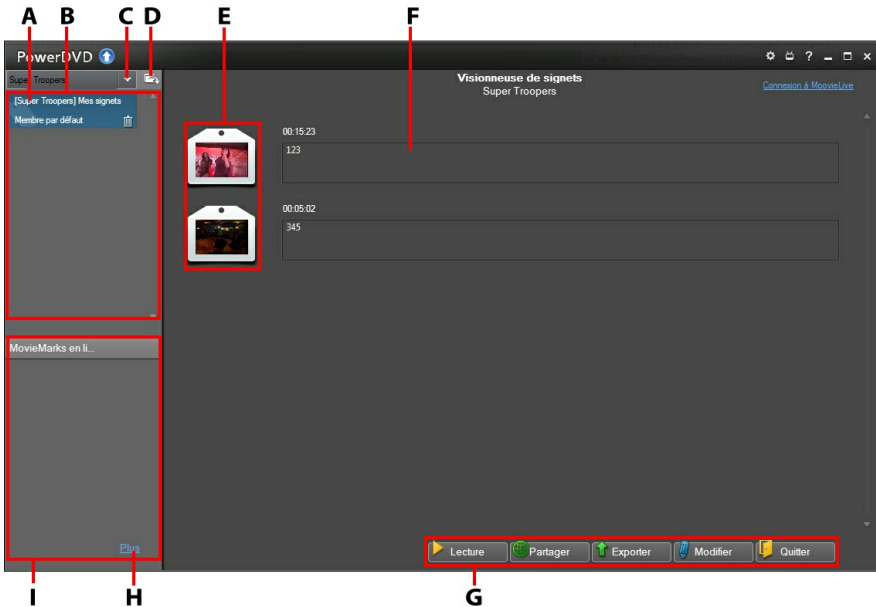 A B C D E F
PowerDVD
?
Super Troopers
Visionneuse de signets
Super Troopers
Connexion à MoovieLive
[Super Troopers] Mes signets
Membre par défaut
00:15:23
123
00:05:02
345
MovieMarks en li...
Plus
Lecture Partager Exporter Modifier Quitter
I H G